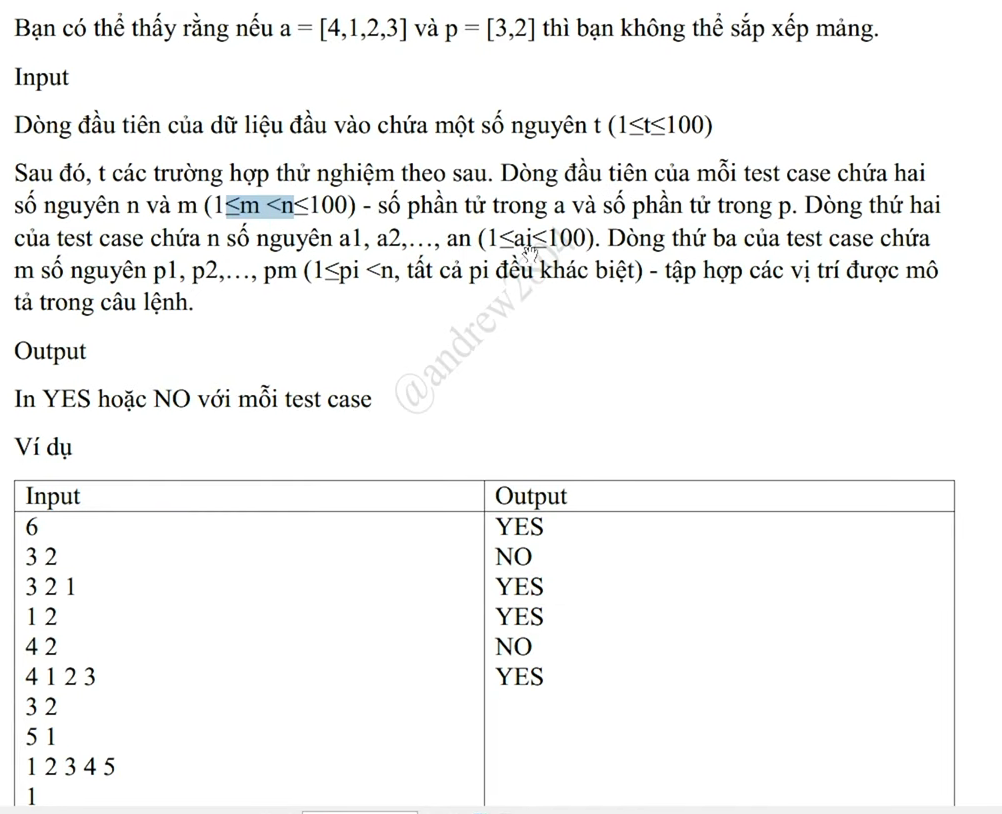 Bạn có thể thấy rằng nếu a = [4,1,2,3] và p = [3,2] thì bạn không thể sắp xếp mảng.
Input
Dòng đầu tiên của dữ liệu đầu vào chứa một số nguyên t (1≤t≤100)
Sau đó, t các trường hợp thử nghiệm theo sau. Dòng đầu tiên của mỗi test case chứa hai
số nguyên n và m (1≤m <n≤100) - số phần tử trong a và số phần tử trong p. Dòng thứ hai
của test case chứa n số nguyên a1, a2,…, an (1≤ai≤100). Dòng thứ ba của test case chứa
m số nguyên p1, p2,…, pm (1≤pi <n, tất cả pi đều khác biệt) - tập hợp các vị trí được mô
tả trong câu lệnh.
Output
In YES hoặc NO với mỗi test case
Ví dụ
Input Output
6 YES
3 2 NO
3 2 1 YES
1 2 YES
4 2 NO
4 1 2 3 YES
3 2
5 1
1 2 3 4 5
1